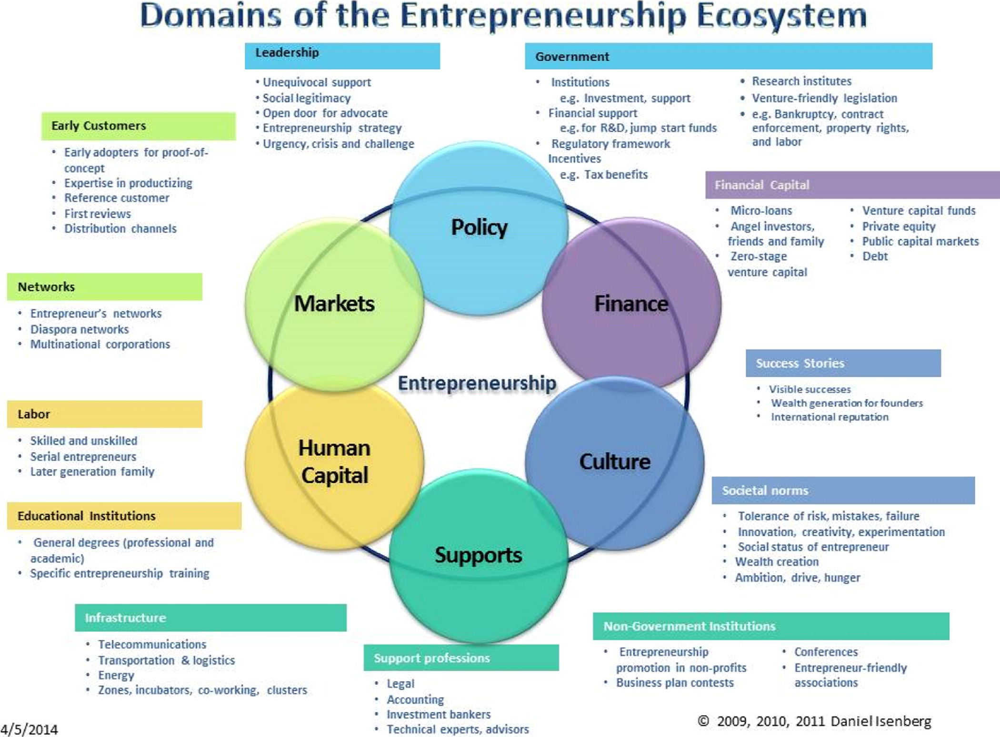 Domains of the Entrepreneurship Ecosystem
Leadership
• Unequivocal support
• Social legitimacy
• Open door for advocate
• Entrepreneurship strategy
• Urgency, crisis and challenge
Government
• Institutions
e.g. Investment, support
• Financial support
e.g. for R&D, jump start funds
• Regulatory framework
Incentives
e.g. Tax benefits
• Research institutes
• Venture-friendly legislation
• e.g. Bankruptcy, contract
enforcement, property rights,
and labor
Early Customers
• Early adopters for proof-of-
concept
• Expertise in productizing
• Reference customer
• First reviews
• Distribution channels
Financial Capital
• Micro-loans
• Angel investors,
friends and family
• Zero-stage
venture capital
• Venture capital funds
• Private equity
• Public capital markets
• Debt
Policy
Markets
Finance
Networks
• Entrepreneur's networks
• Diaspora networks
• Multinational corporations
Entrepreneurship
Success Stories
• Visible successes
• Wealth generation for founders
• International reputation
Labor
• Skilled and unskilled
• Serial entrepreneurs
• Later generation family
Human
Capital
Culture
Societal norms
• Tolerance of risk, mistakes, failure
• Innovation, creativity, experimentation
• Social status of entrepreneur
• Wealth creation
• Ambition, drive, hunger
Educational Institutions
• General degrees (professional and
academic)
• Specific entrepreneurship training
Supports
Infrastructure
• Telecommunications
• Transportation & logistics
• Energy
• Zones, incubators, co-working, clusters
Support professions
• Legal
• Accounting
• Investment bankers
• Technical experts, advisors
Non-Government Institutions
• Entrepreneurship
promotion in non-profits
• Business plan contests
• Conferences
• Entrepreneur-friendly
associations
4/5/2014
© 2009, 2010, 2011 Daniel Isenberg